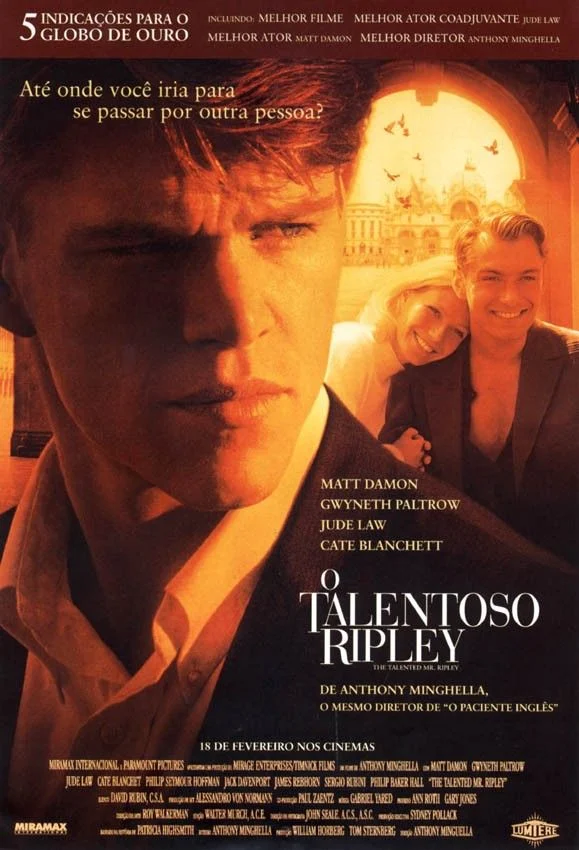 5 INDICAÇÕES PARA O
GLOBO DE OURO
INCLUINDO: MELHOR FILME MELHOR ATOR COADJUVANTE JUDE LAW
MELHOR ATOR MATT DAMON MELHOR DIRETOR ANTHONY MINGHELLA
Até onde você iria para
se passar por outra pessoa?
MATT DAMON
GWYNETH PALTROW
JUDE LAW
CATE BLANCHETT
O
TALENTOSO
RIPLEY
THE TALENTED MR. RIPLEY
DE ANTHONY MINGHELLA,
O MESMO DIRETOR DE “O PACIENTE INGLÊS”
18 DE FEVEREIRO NOS CINEMAS
MIRAMAX INTERNACIONAL E PARAMOUNT PICTURES MIRAGE ENTERPRISES/TIMNICK FILMS UM FILME DE ANTHONY MINGHELLA COM MATT DAMON GWYNETH PALTROW
JUDE LAW CATE BLANCHET PHILIP SEYMOUR HOFFMAN JACK DAVENPORT JAMES REBHORN SERGIO RUBINI PHILIP BAKER HALL "THE TALENTED MR. RIPLEY"
DAVID RUBIN, C.S.A. ALESSANDRO VON NORMANN PAUL ZAENTZ GABRIEL YARED ANN ROTH GARY JONES
ROY WALKERMAN WALTER MURCH, A.C.E. JOHN SEALE, A.C.S., A.S.C. SYDNEY POLLACK
PATRICIA HIGHSMITH ANTHONY MINGHELLA WILLIAM HORBERG TOM STERNBERG ANTHONY MINGUELLA
MIRAMAX
INTERNATIONAL
LUMIÈRE